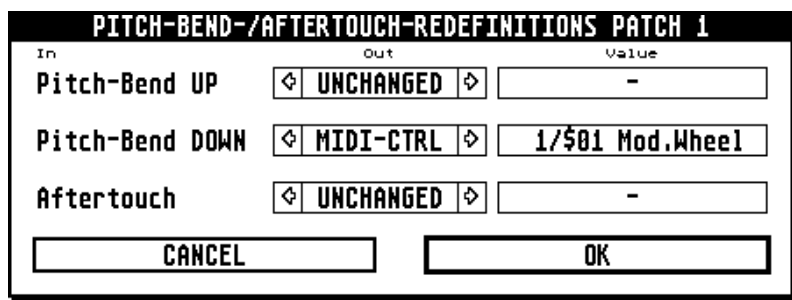 PITCH-BEND-/AFTERTOUCH-REDEFINITIONS PATCH 1
In Out Value
Pitch-Bend UP UNCHANGED -
Pitch-Bend DOWN MIDI-CTRL 1/$01 Mod.Wheel
Aftertouch UNCHANGED -
CANCEL OK